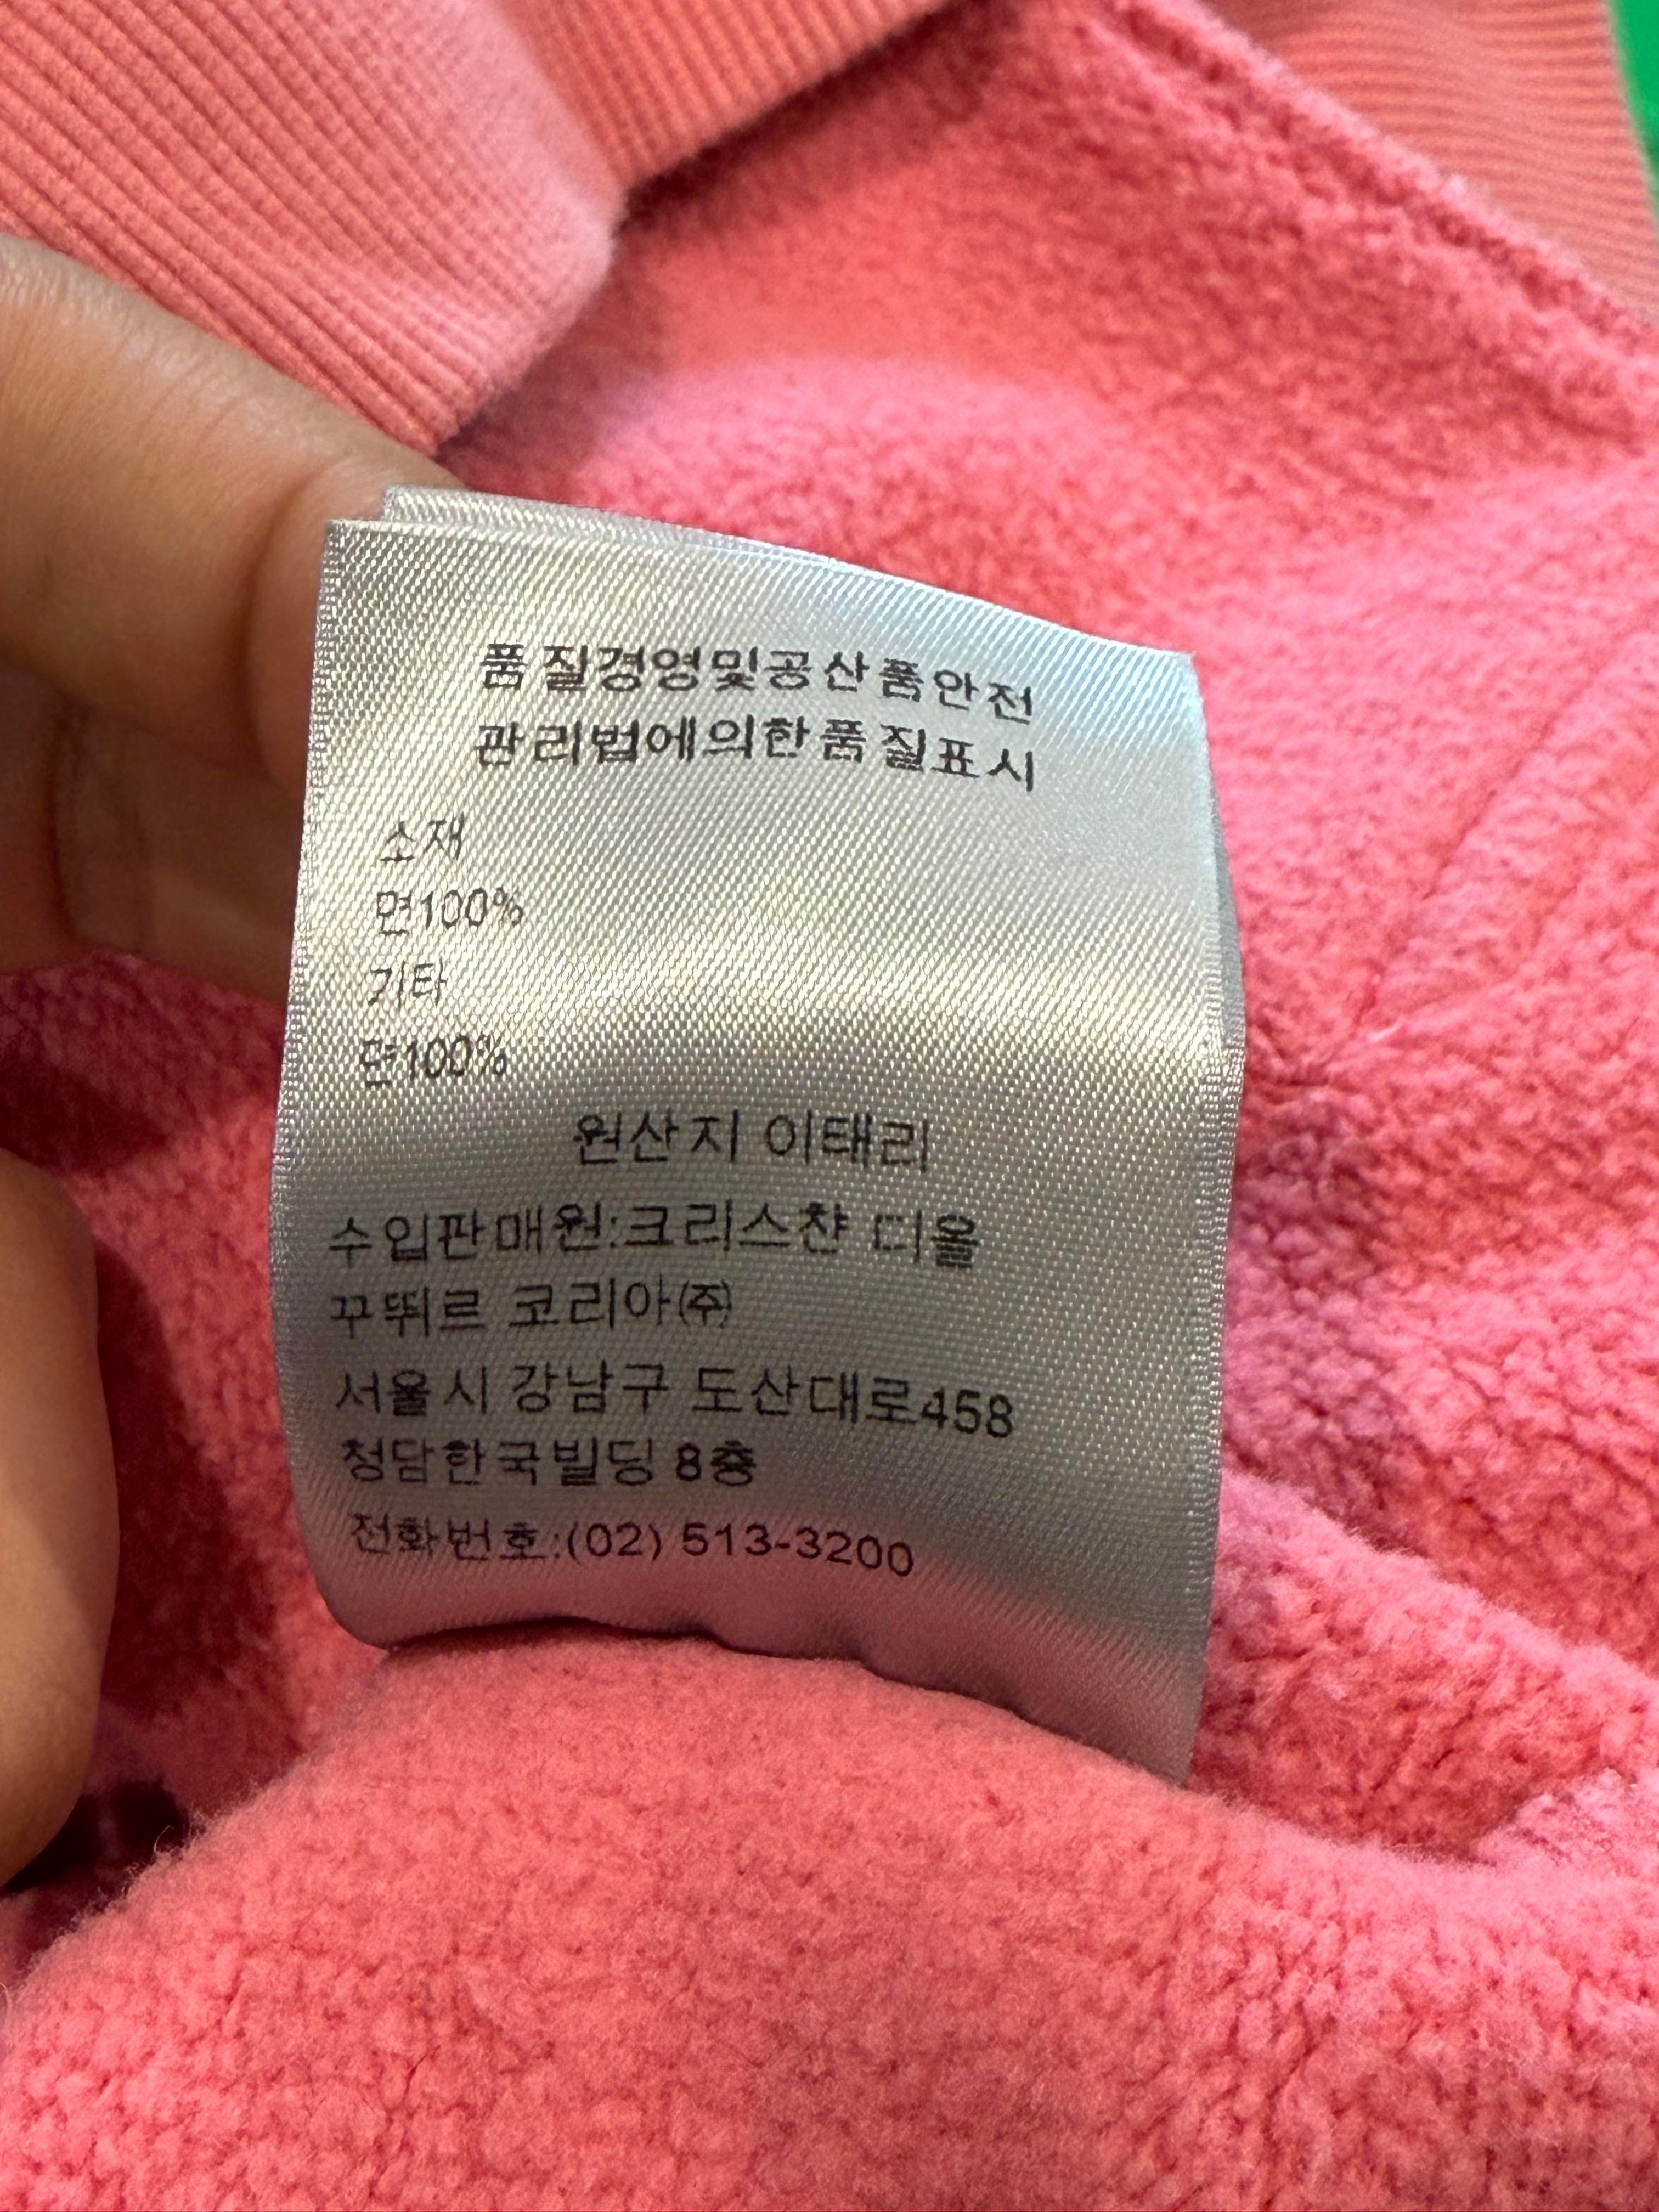 품질경영및공산품안전
관리법에의한품질표시
소재
면100%
기타
면100%
원산지 이태리
수입판매원:크리스챤 디올
꾸뛰르 코리아㈜
서울시 강남구 도산대로458
청담한국빌딩 8층
전화번호:(02) 513-3200